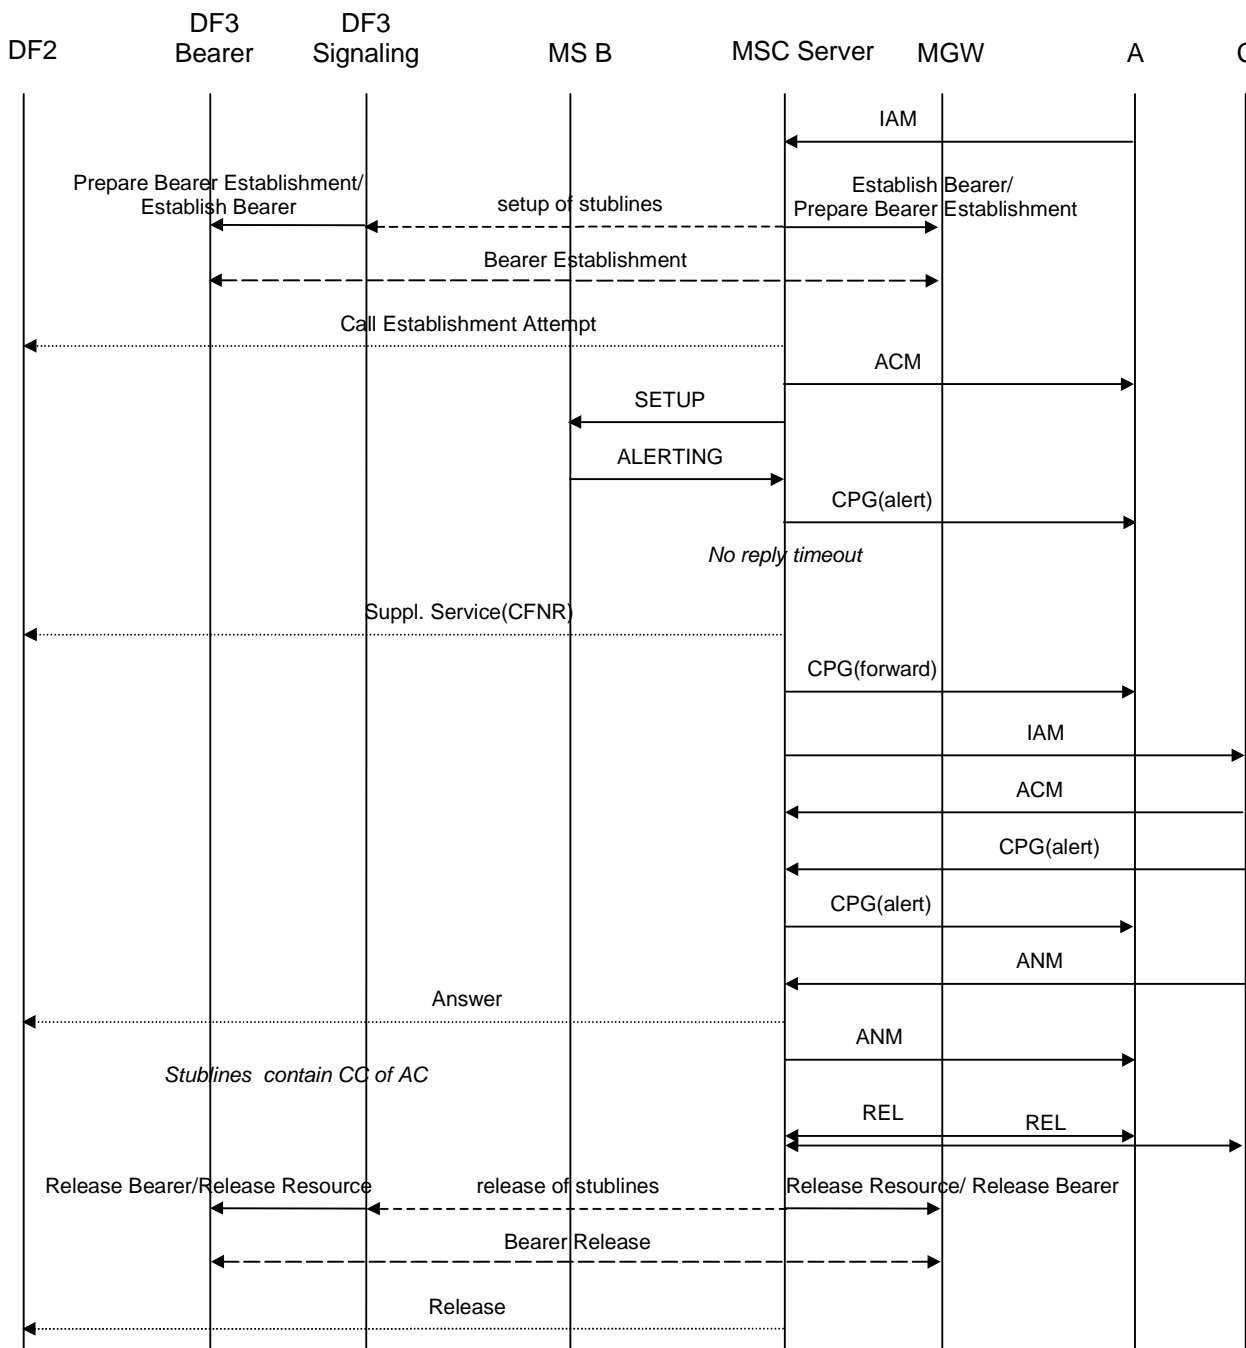 DF2
DF3
Bearer
DF3
Signaling
MS B
MSC Server
MGW
A
IAM
Prepare Bearer Establishment/
Establish Bearer
setup of stublines
Establish Bearer/
Prepare Bearer Establishment
Bearer Establishment
Call Establishment Attempt
ACM
SETUP
ALERTING
CPG(alert)
No reply timeout
Suppl. Service(CFNR)
CPG(forward)
IAM
ACM
CPG(alert)
CPG(alert)
ANM
Answer
ANM
Stublines contain CC of AC
REL
REL
Release Bearer/Release Resource
release of stublines
Release Resource/ Release Bearer
Bearer Release
Release